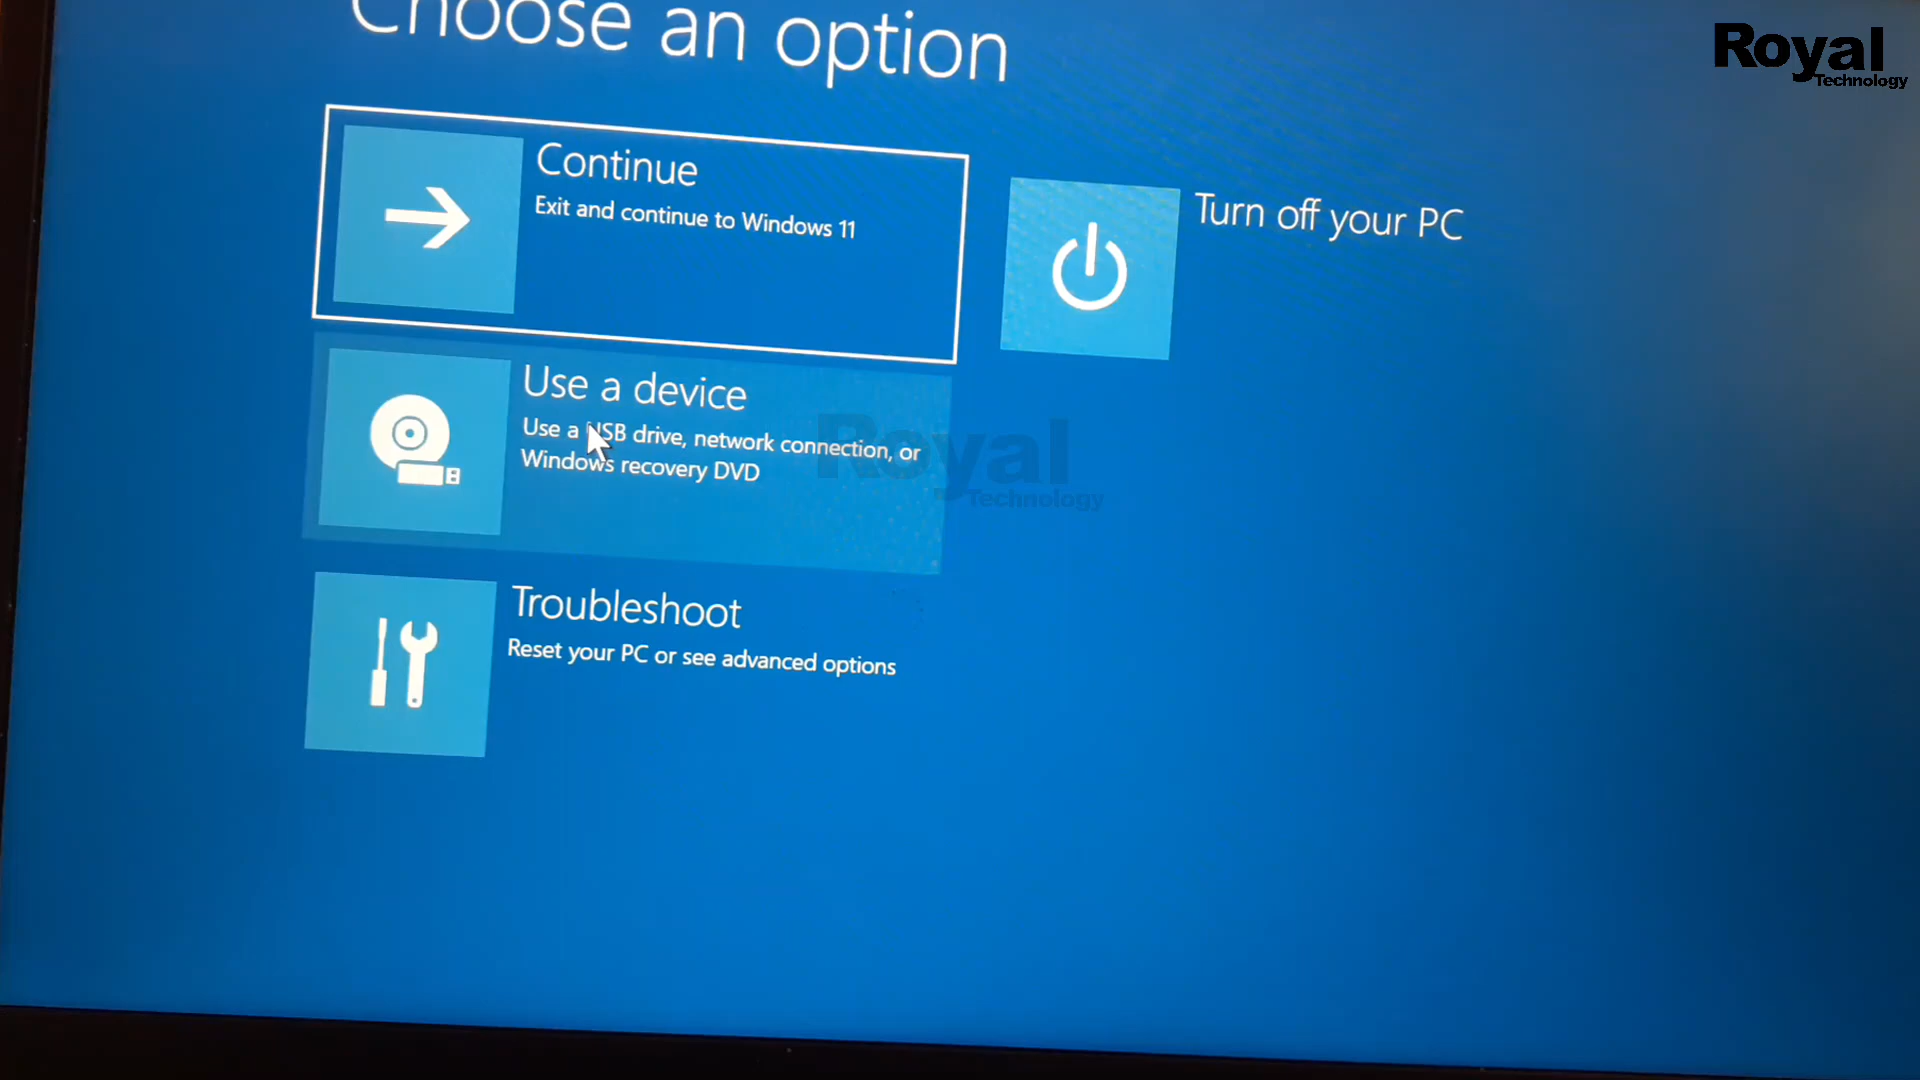 Choose an option
Royal
Technology
Continue
Exit and continue to Windows 11
Turn off your PC
Use a device
Use a USB drive, network connection, or
Windows recovery DVD
Royal
Technology
Troubleshoot
Reset your PC or see advanced options